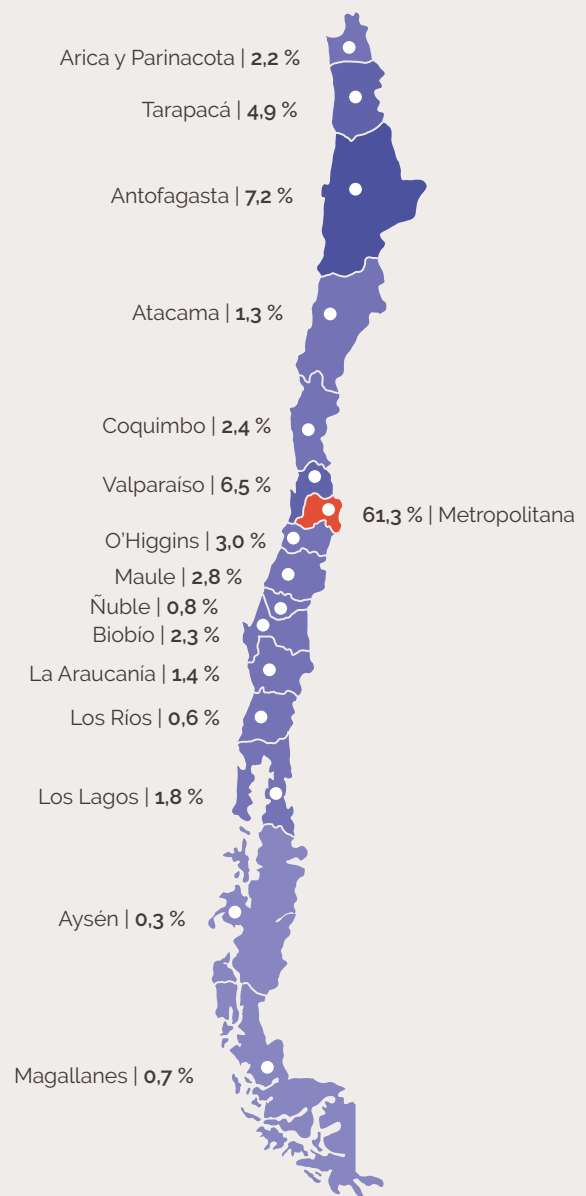 Arica y Parinacota | 2,2 %
Tarapacá | 4,9 %
Antofagasta | 7,2 %
Atacama | 1,3 %
Coquimbo | 2,4 %
Valparaíso | 6,5 %
61,3 % | Metropolitana
O’Higgins | 3,0 %
Maule | 2,8 %
Ñuble | 0,8 %
Biobío | 2,3 %
La Araucanía | 1,4 %
Los Ríos | 0,6 %
Los Lagos | 1,8 %
Aysén | 0,3 %
Magallanes | 0,7 %